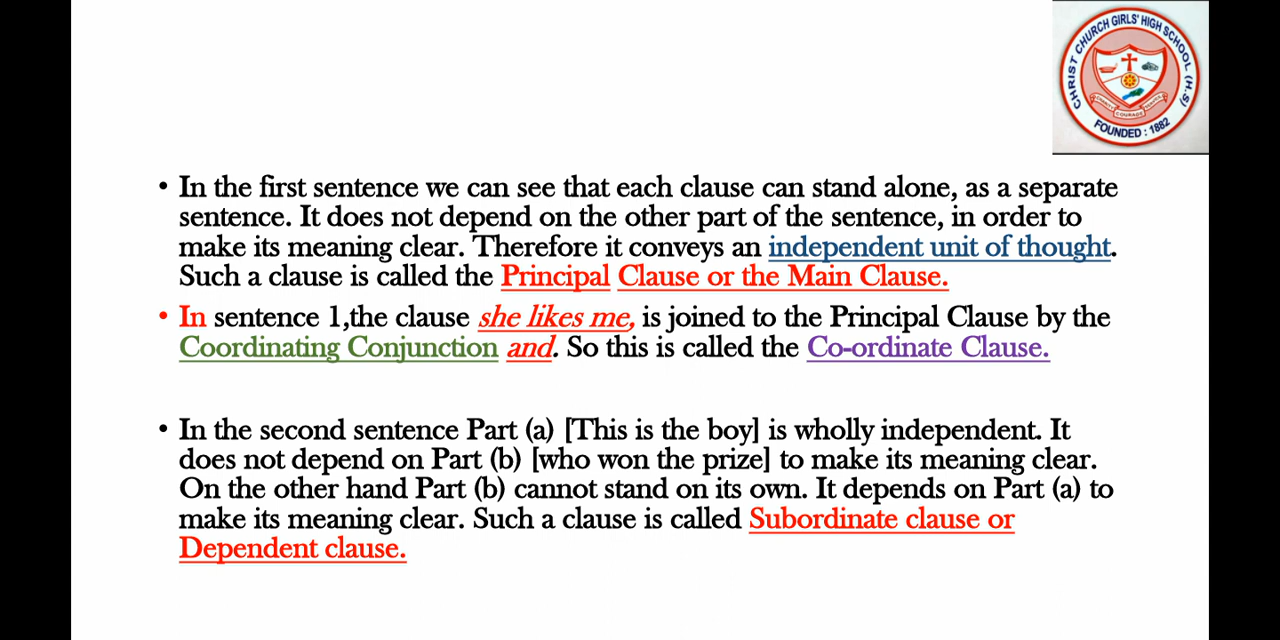 CHRIST CHURCH GIRLS' HIGH SCHOOL (H.S)
COURAGE
FOUNDED : 1882
• In the first sentence we can see that each clause can stand alone, as a separate
sentence. It does not depend on the other part of the sentence, in order to
make its meaning clear. Therefore it conveys an independent unit of thought.
Such a clause is called the Principal Clause or the Main Clause.
• In sentence 1,the clause she likes me, is joined to the Principal Clause by the
Coordinating Conjunction and. So this is called the Co-ordinate Clause.
• In the second sentence Part (a) [This is the boy] is wholly independent. It
does not depend on Part (b) [who won the prize] to make its meaning clear.
On the other hand Part (b) cannot stand on its own. It depends on Part (a) to
make its meaning clear. Such a clause is called Subordinate clause or
Dependent clause.